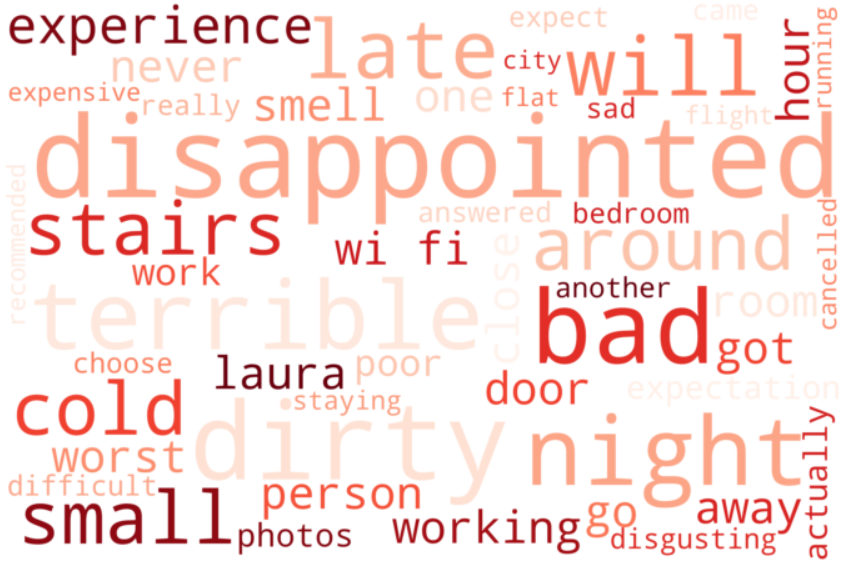 experience
late
expect
came
hour
running
never
city
will
expensive
really
smell
one
flat
sad
flight
disappointed
recommended
stairs
answered
bedroom
wi fi
around
cancelled
work
close
terrible
another
room
bad
got
choose
laura
poor
door
expectation
cold
staying
dirty
night
actually
worst
difficult
person
small
photos
working
go
away
disgusting